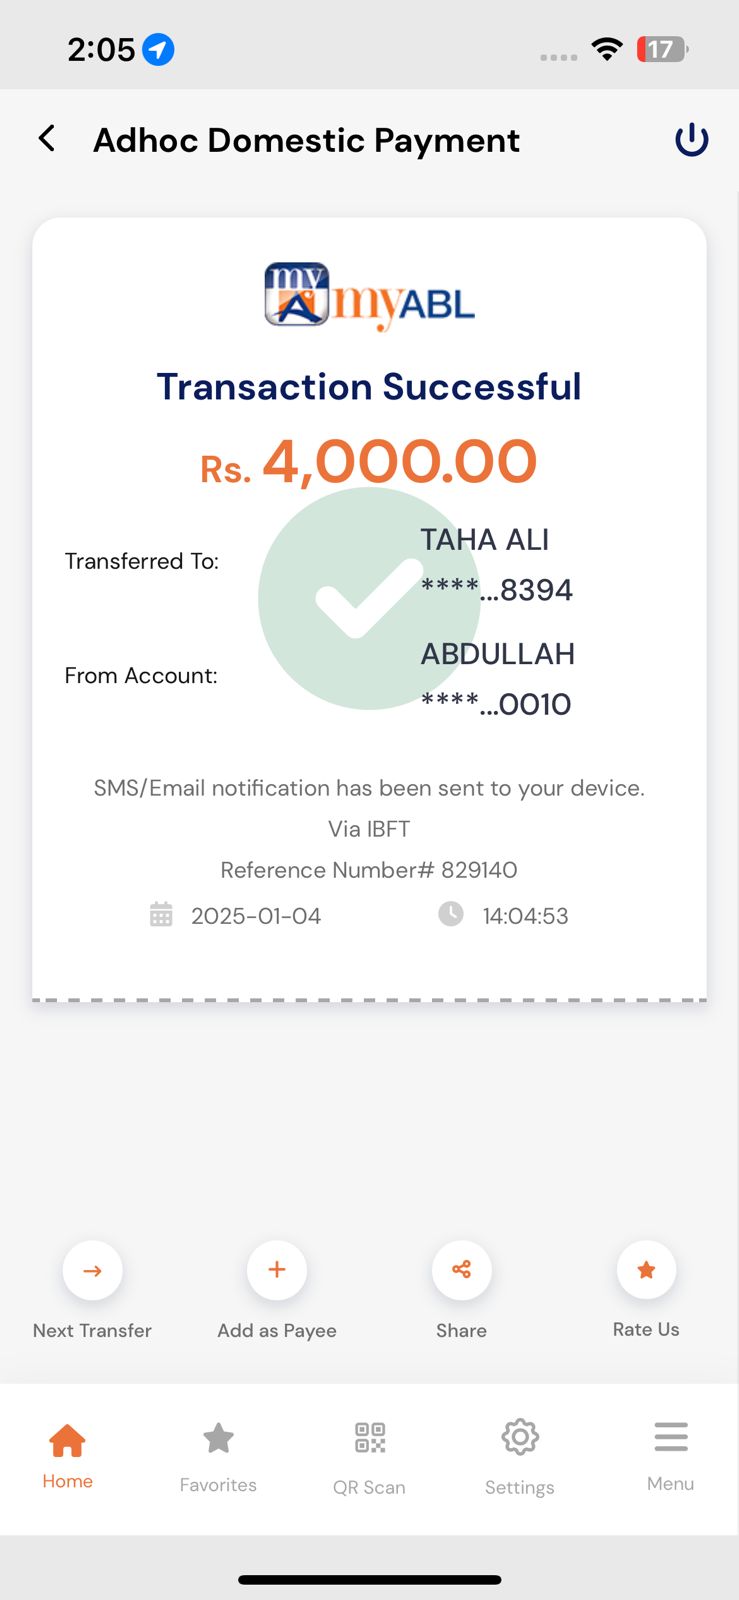 2:05
17
Adhoc Domestic Payment
my A myABL
Transaction Successful
Rs. 4,000.00
Transferred To:
TAHA ALI
****...8394
From Account:
ABDULLAH
****...0010
SMS/Email notification has been sent to your device.
Via IBFT
Reference Number# 829140
2025-01-04 14:04:53
Next Transfer Add as Payee Share Rate Us
Home Favorites QR Scan Settings Menu